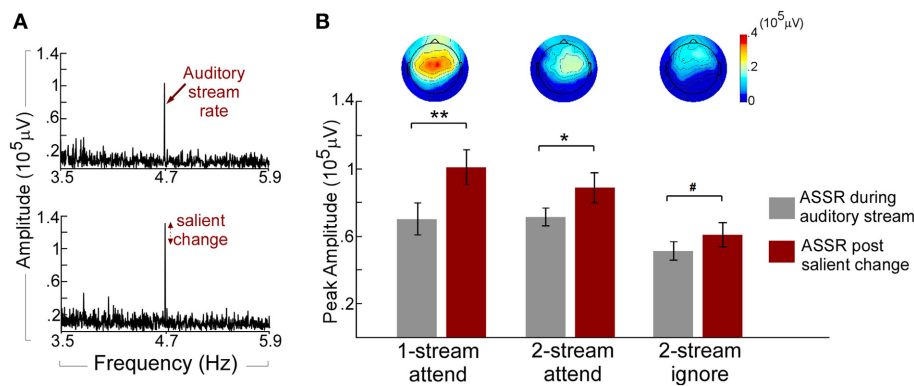 A
1.4
1
.6
.2
3.5
4.7
5.9
Auditory
stream
rate
Amplitude (10⁵µV)
1.4
1
.6
.2
3.5
4.7
5.9
salient
change
Frequency (Hz)
B
(10⁵µV)
.4
.2
0
Peak Amplitude (10⁵µV)
1.4
1
.6
.2
**
*
#
1-stream
attend
2-stream
attend
2-stream
ignore
ASSR during
auditory stream
ASSR post
salient change